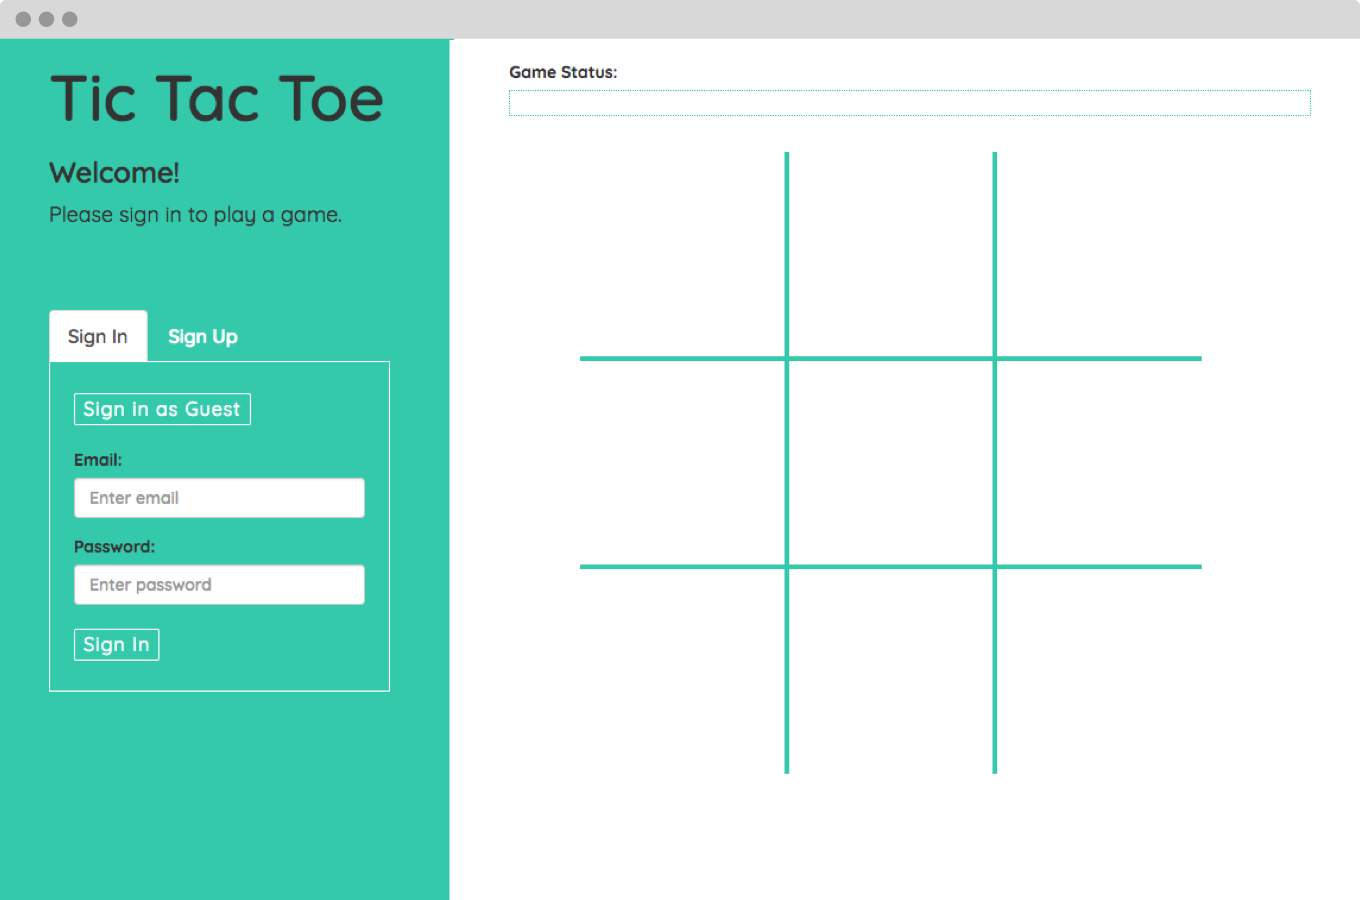 Tic Tac Toe
Welcome!
Please sign in to play a game.
Sign In
Sign Up
Sign in as Guest
Email:
Enter email
Password:
Enter password
Sign In
Game Status: